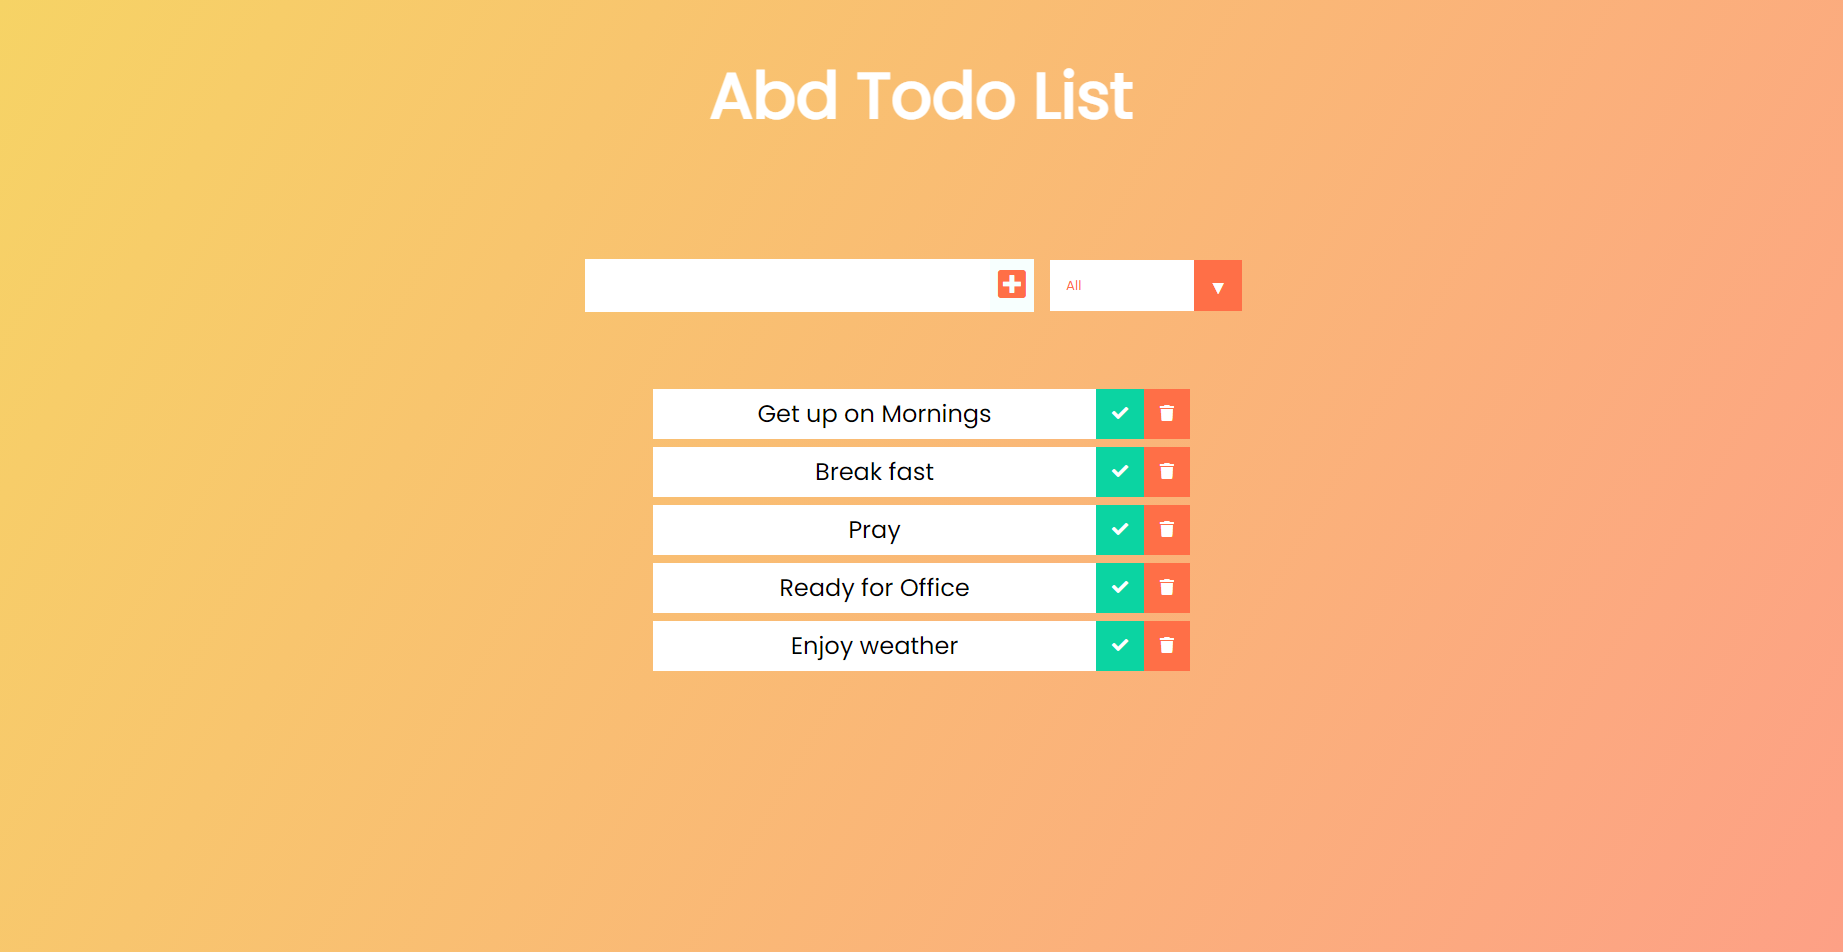 Abd Todo List
All
Get up on Mornings
Break fast
Pray
Ready for Office
Enjoy weather